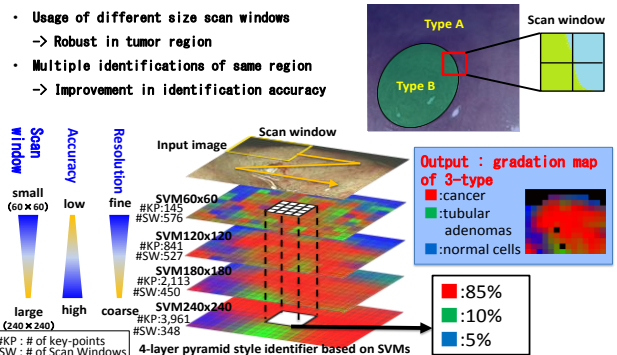 ・ Usage of different size scan windows
-> Robust in tumor region
・ Multiple identifications of same region
-> Improvement in identification accuracy
Type A
Type B
Scan window
Scan window
Accuracy
Resolution
small
(60×60)
low
fine
large
(240×240)
high
coarse
#KP : # of key-points
#SW : # of Scan Windows
Scan window
Input image
SVM60x60
#KP:145
#SW:576
SVM120x120
#KP:841
#SW:527
SVM180x180
#KP:2,113
#SW:450
SVM240x240
#KP:3,961
#SW:348
4-layer pyramid style identifier based on SVMs
Output : gradation map
of 3-type
:cancer
:tubular
adenomas
:normal cells
:85%
:10%
:5%